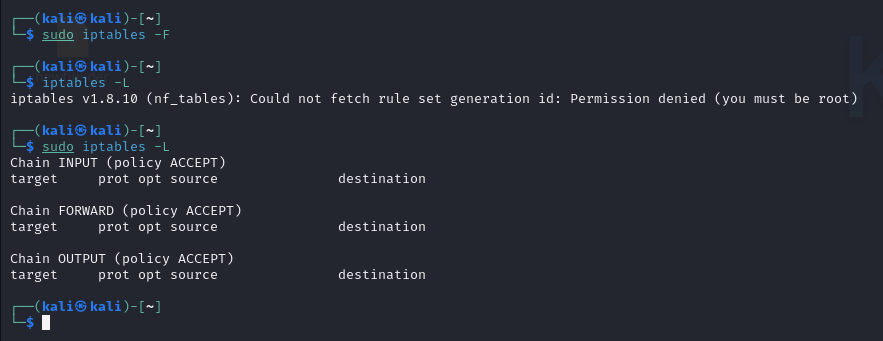 ┌──(kali㉿kali)-[~]
└─$ sudo iptables -F
┌──(kali㉿kali)-[~]
└─$ iptables -L
iptables v1.8.10 (nf_tables): Could not fetch rule set generation id: Permission denied (you must be root)
┌──(kali㉿kali)-[~]
└─$ sudo iptables -L
Chain INPUT (policy ACCEPT)
target     prot opt source               destination
Chain FORWARD (policy ACCEPT)
target     prot opt source               destination
Chain OUTPUT (policy ACCEPT)
target     prot opt source               destination
┌──(kali㉿kali)-[~]
└─$